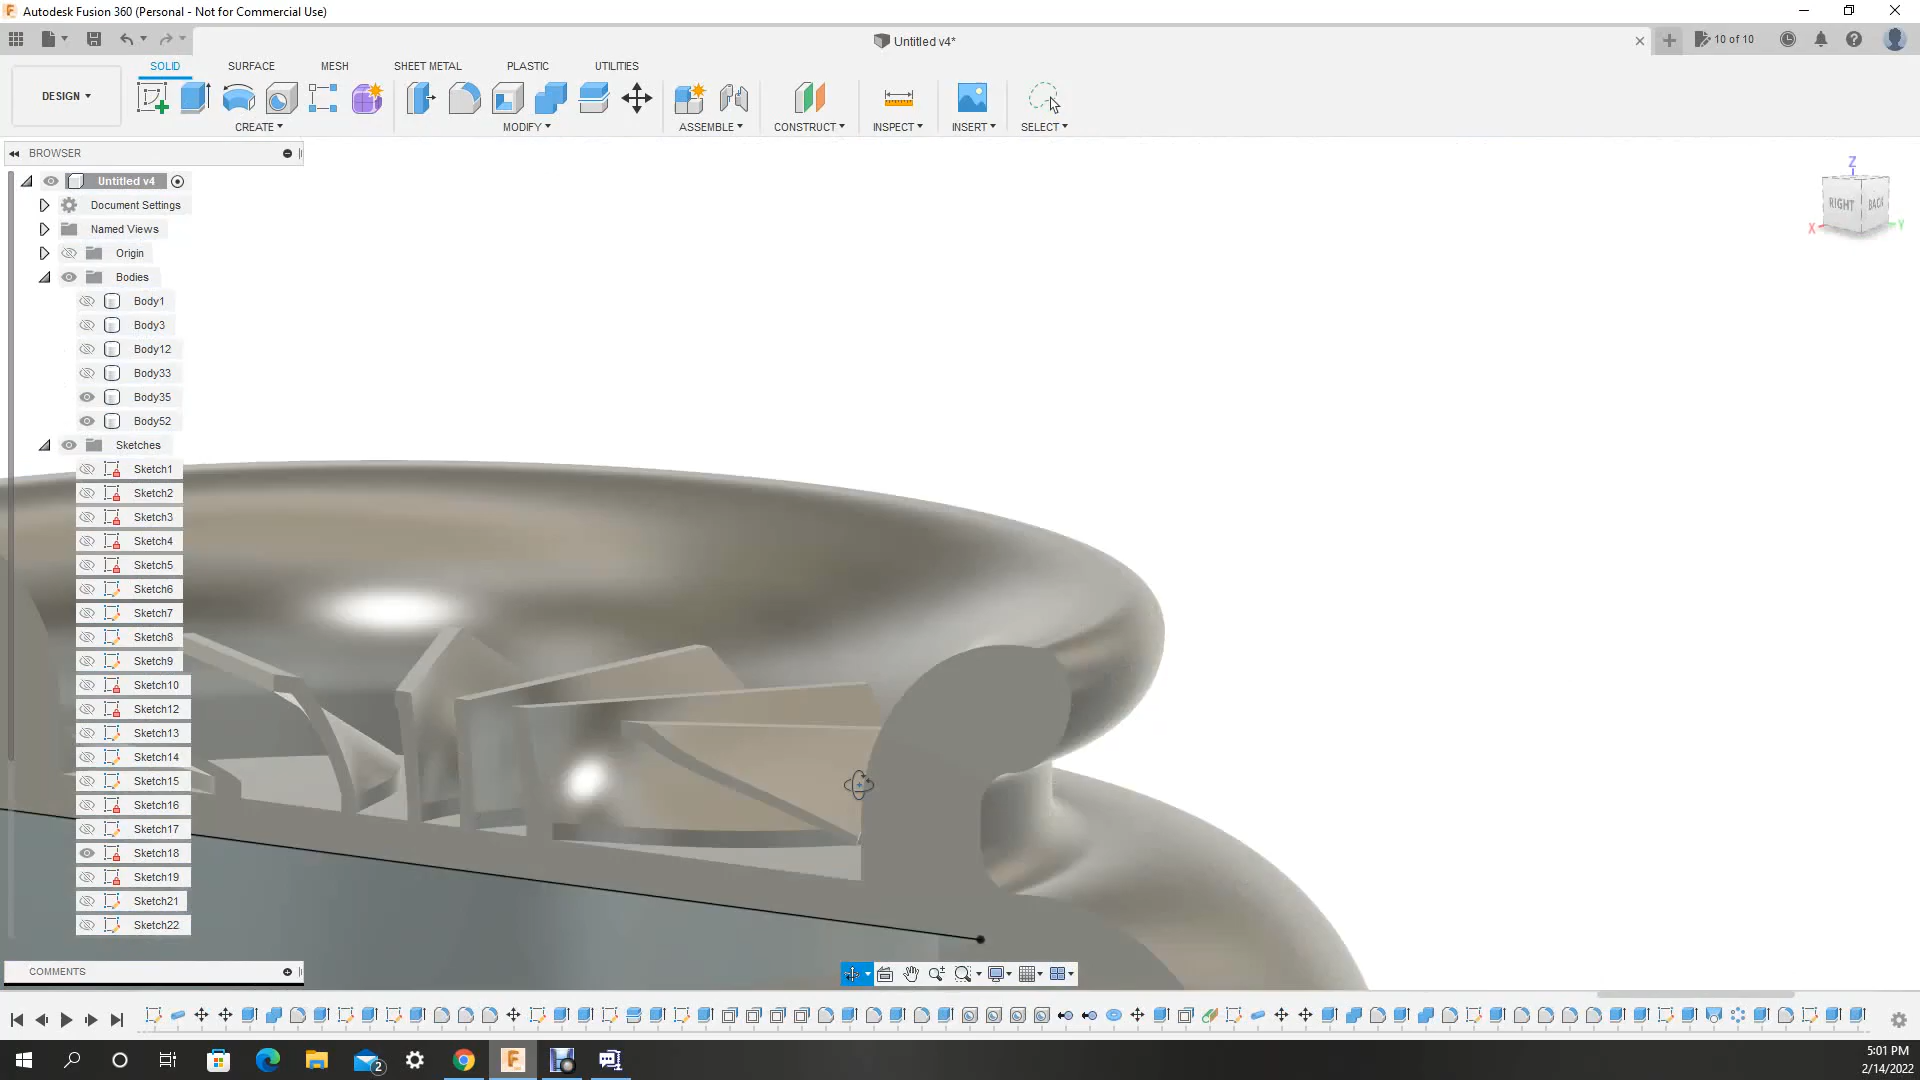 Autodesk Fusion 360 (Personal - Not for Commercial Use)
Untitled v4*
10 of 10
SOLID
SURFACE
MESH
SHEET METAL
PLASTIC
UTILITIES
DESIGN
CREATE
MODIFY
ASSEMBLE
CONSTRUCT
INSPECT
INSERT
SELECT
BROWSER
Untitled v4
Document Settings
Named Views
Origin
Bodies
Body1
Body3
Body12
Body33
Body35
Body52
Sketches
Sketch1
Sketch2
Sketch3
Sketch4
Sketch5
Sketch6
Sketch7
Sketch8
Sketch9
Sketch10
Sketch12
Sketch13
Sketch14
Sketch15
Sketch16
Sketch17
Sketch18
Sketch19
Sketch21
Sketch22
Z
RIGHT
BACK
X
Y
COMMENTS
2
5:01 PM
2/14/2022